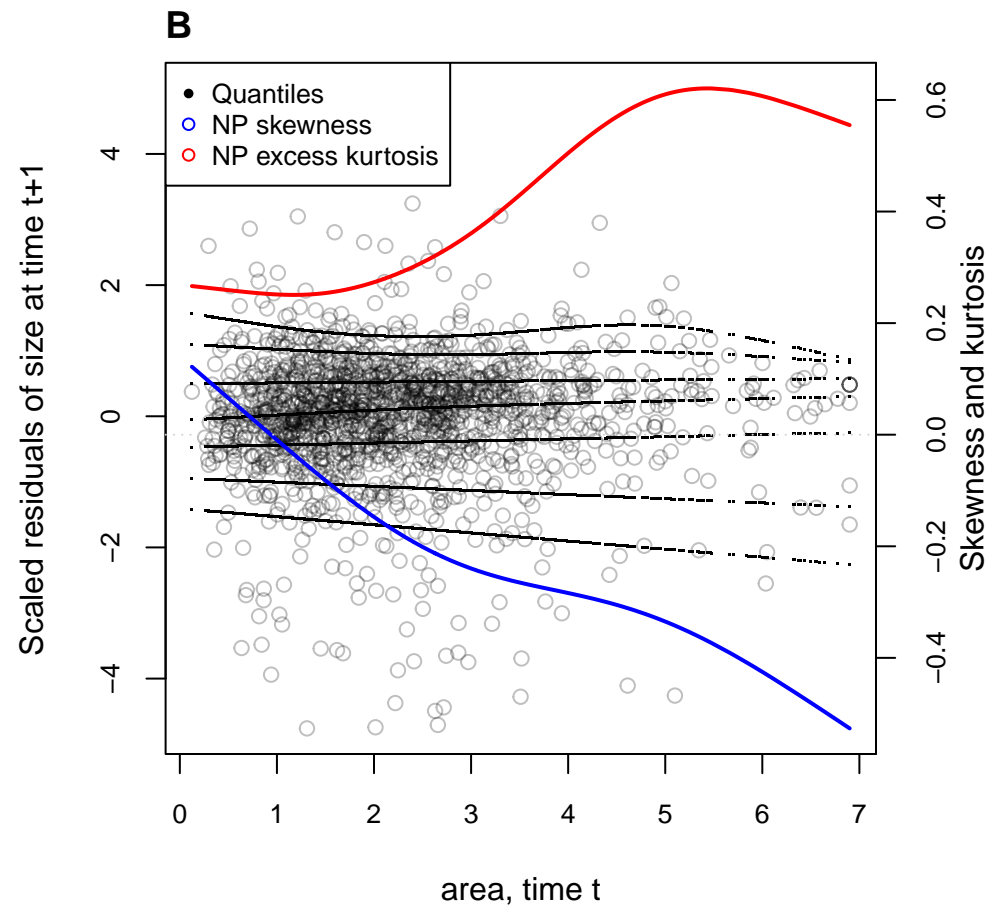 B
Quantiles
NP skewness
NP excess kurtosis
Scaled residuals of size at time t+1
4
2
0
−2
−4
0.6
0.4
0.2
0.0
−0.2
−0.4
Skewness and kurtosis
0 1 2 3 4 5 6 7
area, time t